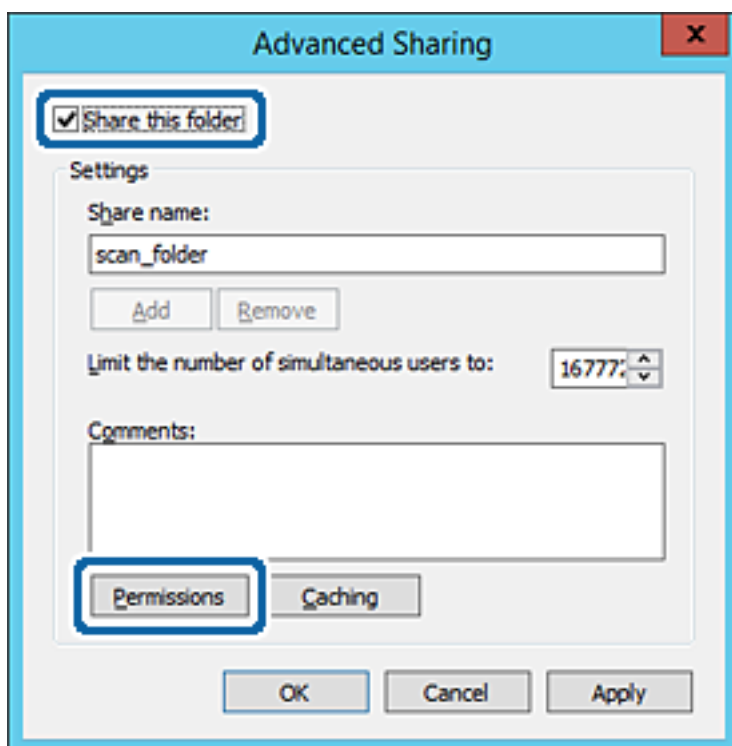 Advanced Sharing
x
Share this folder
Settings
Share name:
scan_folder
Add Remove
Limit the number of simultaneous users to:
Comments:
Permissions Caching
OK Cancel Apply